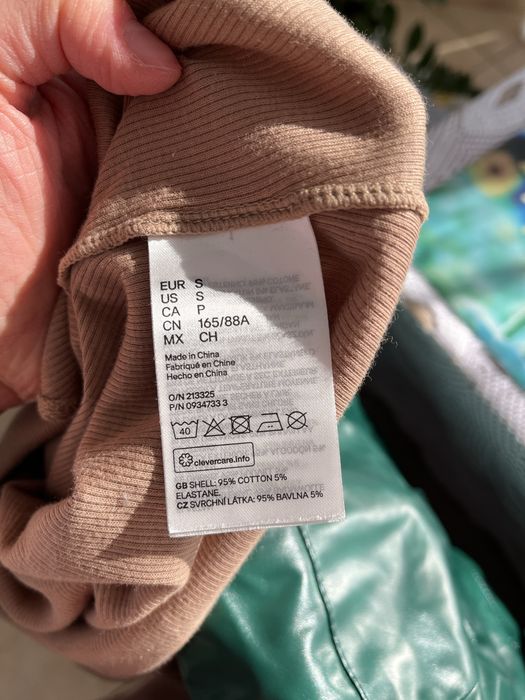 EUR S
US S
CA P
CN 165/88A
MX CH
Made in China
Fabriqué en Chine
Hecho en China
O/N 213325
P/N 0934733 3
40
clevercare.info
GB SHELL: 95% COTTON 5%
ELASTANE.
CZ SVRCHNÍ LÁTKA: 95% BAVLNA 5%